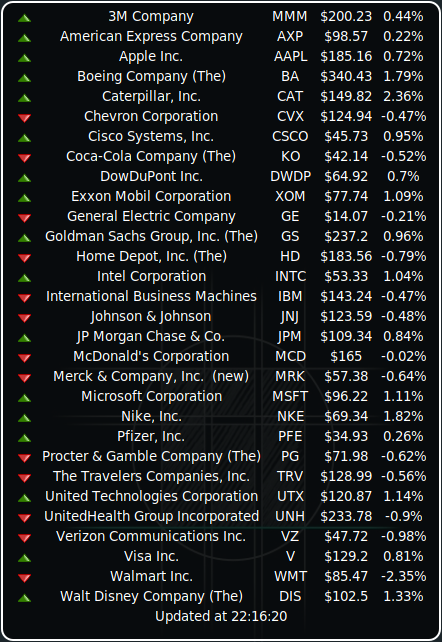 3M Company MMM $200.23 0.44%
American Express Company AXP $98.57 0.22%
Apple Inc. AAPL $185.16 0.72%
Boeing Company (The) BA $340.43 1.79%
Caterpillar, Inc. CAT $149.82 2.36%
Chevron Corporation CVX $124.94 -0.47%
Cisco Systems, Inc. CSCO $45.73 0.95%
Coca-Cola Company (The) KO $42.14 -0.52%
DowDuPont Inc. DWDP $64.92 0.7%
Exxon Mobil Corporation XOM $77.74 1.09%
General Electric Company GE $14.07 -0.21%
Goldman Sachs Group, Inc. (The) GS $237.2 0.96%
Home Depot, Inc. (The) HD $183.56 -0.79%
Intel Corporation INTC $53.33 1.04%
International Business Machines IBM $143.24 -0.47%
Johnson & Johnson JNJ $123.59 -0.48%
JP Morgan Chase & Co. JPM $109.34 0.84%
McDonald's Corporation MCD $165 -0.02%
Merck & Company, Inc. (new) MRK $57.38 -0.64%
Microsoft Corporation MSFT $96.22 1.11%
Nike, Inc. NKE $69.34 1.82%
Pfizer, Inc. PFE $34.93 0.26%
Procter & Gamble Company (The) PG $71.98 -0.62%
The Travelers Companies, Inc. TRV $128.99 -0.56%
United Technologies Corporation UTX $120.87 1.14%
UnitedHealth Group Incorporated UNH $233.78 -0.9%
Verizon Communications Inc. VZ $47.72 -0.98%
Visa Inc. V $129.2 0.81%
Walmart Inc. WMT $85.47 -2.35%
Walt Disney Company (The) DIS $102.5 1.33%
Updated at 22:16:20